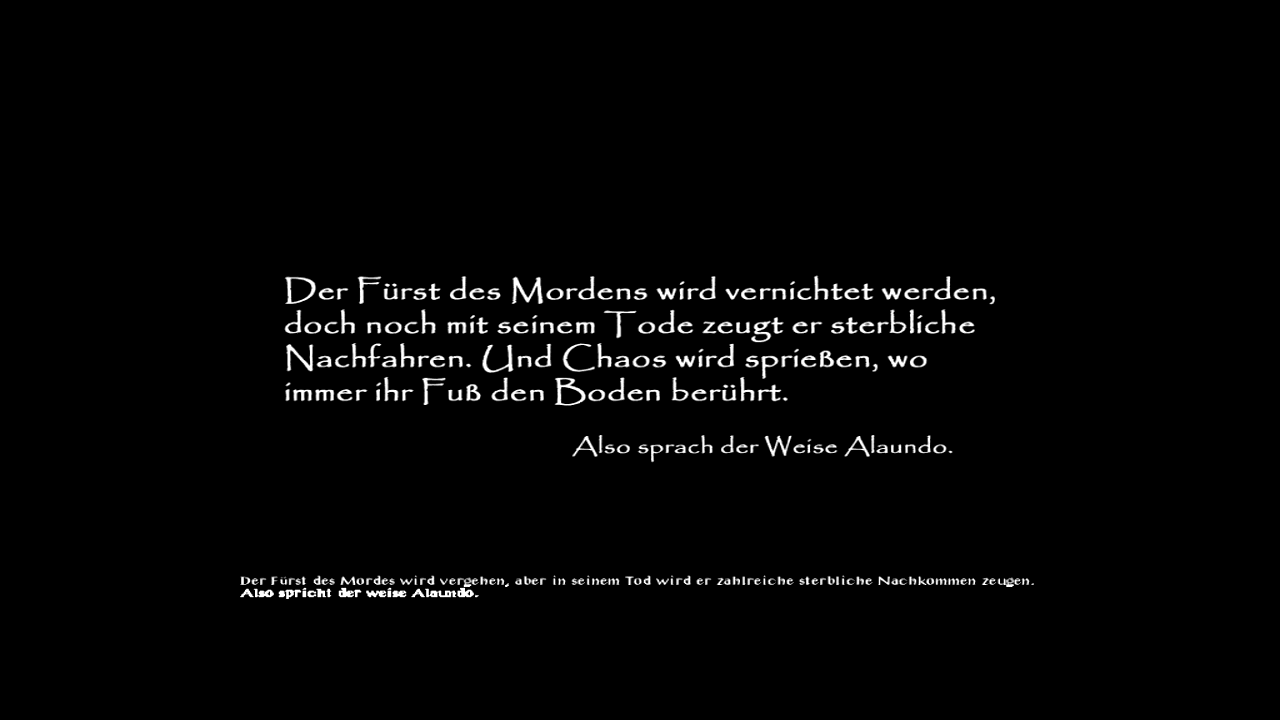 Der Fürst des Mordens wird vernichtet werden,
doch noch mit seinem Tode zeugt er sterbliche
Nachfahren. Und Chaos wird sprießen, wo
immer ihr Fuß den Boden berührt.
Also sprach der Weise Alaundo.
Der Fürst des Mordes wird vergehen, aber in seinem Tod wird er zahlreiche sterbliche Nachkommen zeugen.
Also spricht der weise Alaundo.